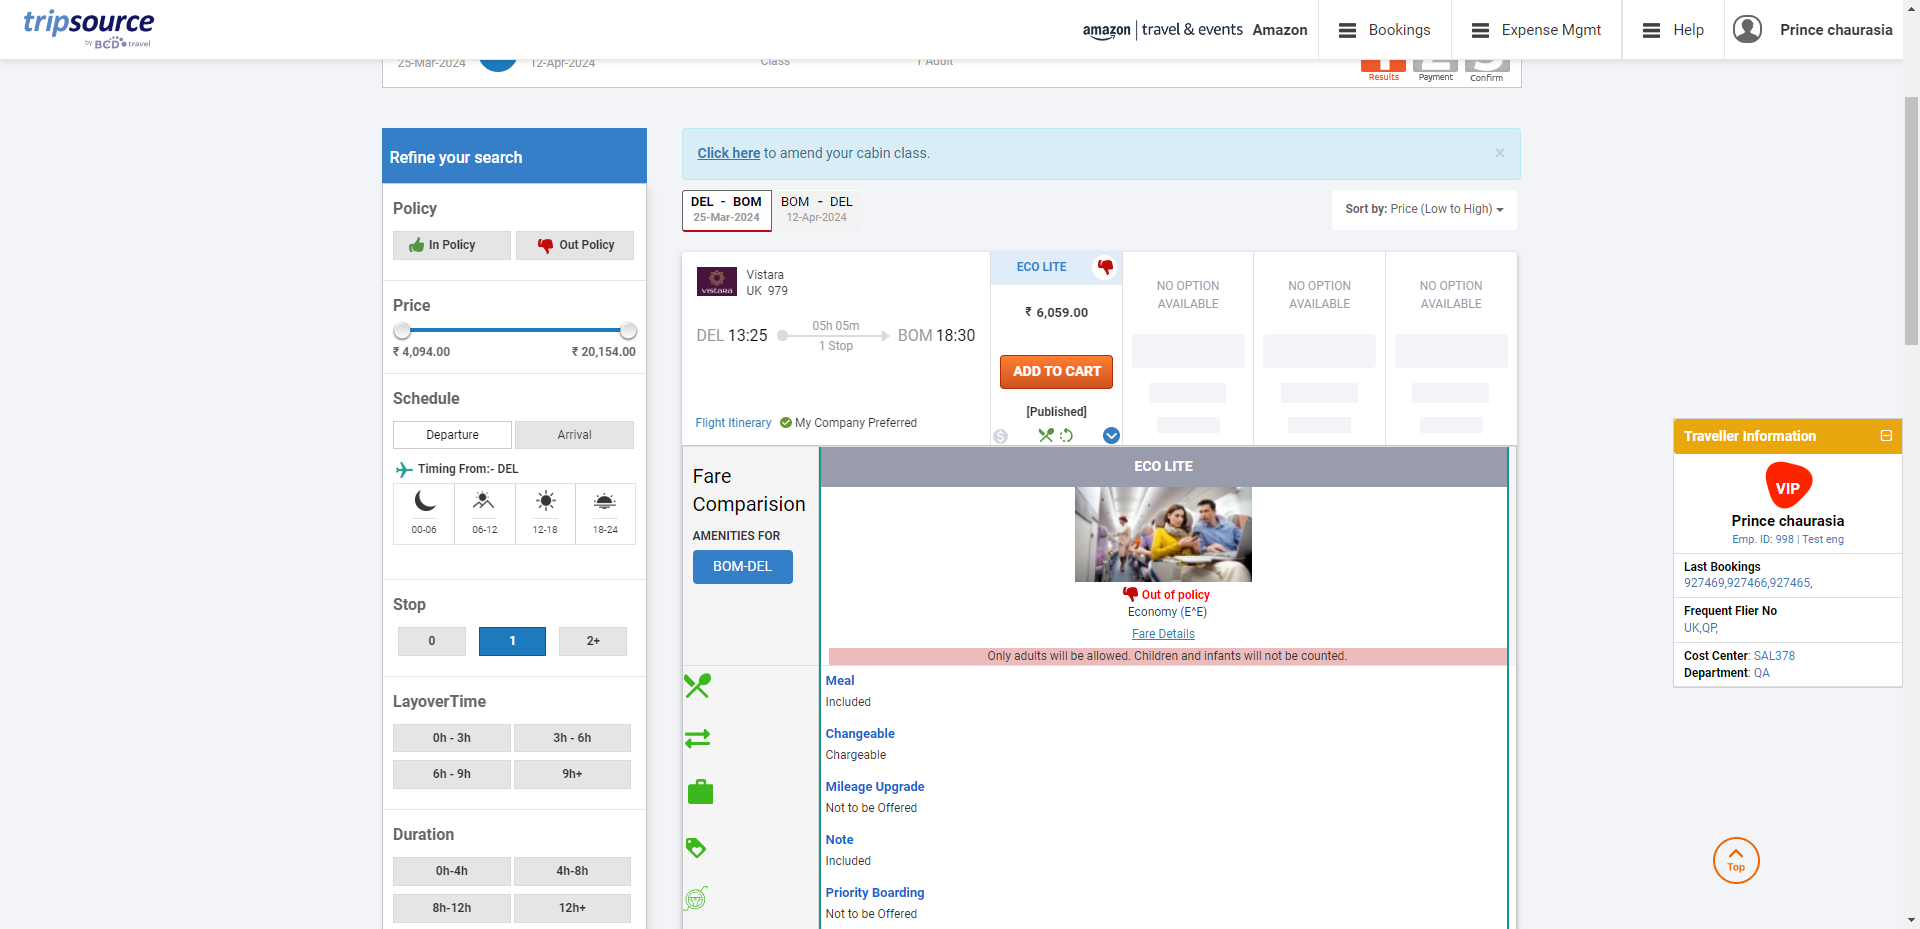 tripsource
by BCD travel
amazon | travel & events Amazon
Bookings
Expense Mgmt
Help
Prince chaurasia
25-Mar-2024
12-Apr-2024
Class
1 Adult
Results
Payment
Confirm
Refine your search
Policy
In Policy
Out Policy
Price
₹ 4,094.00
₹ 20,154.00
Schedule
Departure
Arrival
Timing From:- DEL
00-06
06-12
12-18
18-24
Stop
0
1
2+
LayoverTime
0h - 3h
3h - 6h
6h - 9h
9h+
Duration
0h-4h
4h-8h
8h-12h
12h+
Click here to amend your cabin class.
×
DEL - BOM
25-Mar-2024
BOM - DEL
12-Apr-2024
Sort by: Price (Low to High)
VISTARA
Vistara
UK 979
DEL 13:25
05h 05m
1 Stop
BOM 18:30
Flight Itinerary
My Company Preferred
ECO LITE
₹ 6,059.00
ADD TO CART
[Published]
NO OPTION
AVAILABLE
NO OPTION
AVAILABLE
NO OPTION
AVAILABLE
Fare
Comparision
AMENITIES FOR
BOM-DEL
ECO LITE
Out of policy
Economy (E^E)
Fare Details
Only adults will be allowed. Children and infants will not be counted.
Meal
Included
Changeable
Chargeable
Mileage Upgrade
Not to be Offered
Note
Included
Priority Boarding
Not to be Offered
Traveller Information
VIP
Prince chaurasia
Emp. ID: 998 | Test eng
Last Bookings
927469,927466,927465,
Frequent Flier No
UK,QP,
Cost Center: SAL378
Department: QA
Top